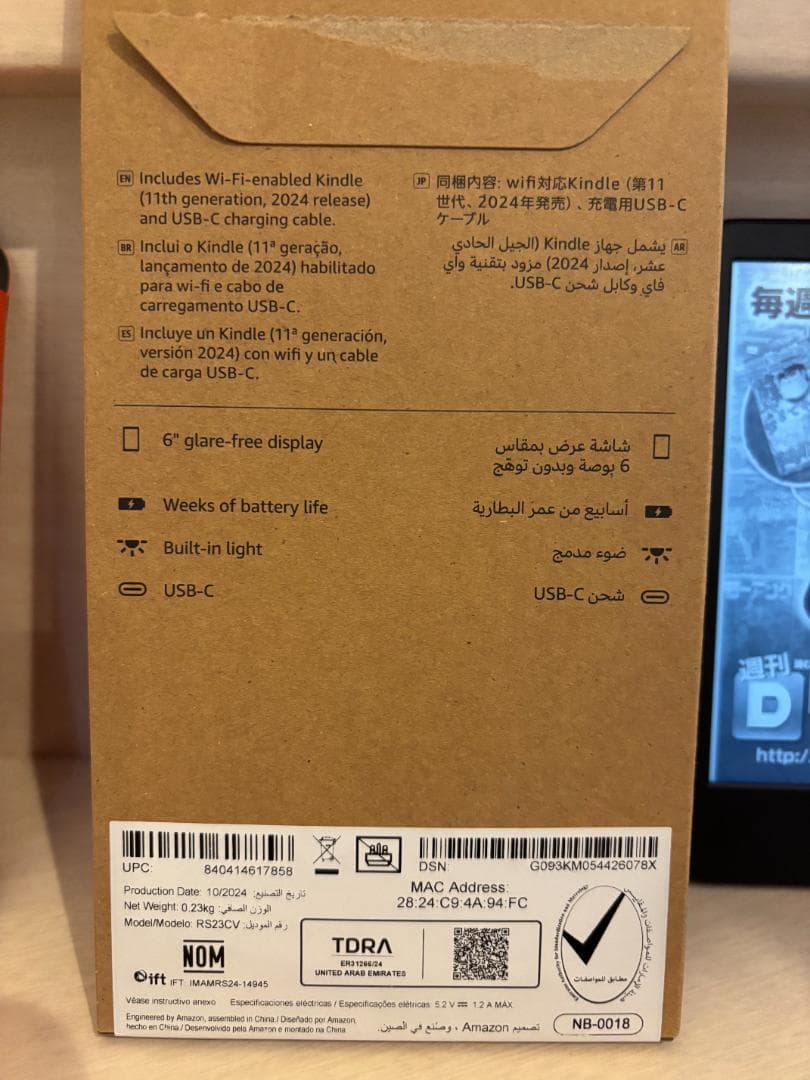 EN Includes Wi-Fi-enabled Kindle
(11th generation, 2024 release)
and USB-C charging cable.
BR Inclui o Kindle (11ª geração,
lançamento de 2024) habilitado
para wi-fi e cabo de
carregamento USB-C.
ES Incluye un Kindle (11ª generación,
versión 2024) con wifi y un cable
de carga USB-C.
JP 同梱内容: wifi対応Kindle (第11
世代、2024年発売) 、充電用USB-C
ケーブル
AR يشمل جهاز Kindle (الجيل الحادي
عشر، إصدار 2024) مزود بتقنية واي
فاي وكابل شحن USB-C.
6" glare-free display
Weeks of battery life
Built-in light
USB-C
شاشة عرض بمقاس
6 بوصة وبدون توهّج
أسابيع من عمر البطارية
ضوء مدمج
شحن USB-C
UPC: 840414617858
DSN: G093KM054426078X
Production Date: 10/2024 تاريخ التصنيع:
Net Weight: 0.23kg الوزن الصافي:
Model/Modelo: RS23CV رقم الموديل:
MAC Address:
28:24:C9:4A:94:FC
NOM
ift IFT: IMAMRS24-14945
TDRA
ER31266/24
UNITED ARAB EMIRATES
مطابق للمواصفات
NB-0018
Véase instructivo anexo Especificaciones eléctricas / Especificações elétricas: 5.2 V 1.2 A MÁX.
Engineered by Amazon, assembled in China./ Diseñado por Amazon,
hecho en China./ Desenvolvido pela Amazon e montado na China.
تصميم Amazon ، وصُنع في الصين.
毎週
週刊
D
http:/